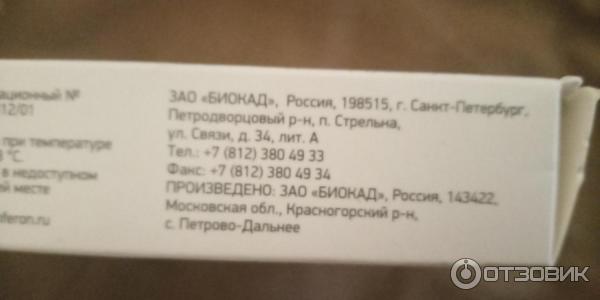 ационный №
12/01
при температуре
°C.
в недоступном
ей месте
feron.ru
ЗАО «БИОКАД», Россия, 198515, г. Санкт-Петербург,
Петродворцовый р-н, п. Стрельна,
ул. Связи, д. 34, лит. А
Тел.: +7 (812) 380 49 33
Факс: +7 (812) 380 49 34
ПРОИЗВЕДЕНО: ЗАО «БИОКАД», Россия, 143422,
Московская обл., Красногорский р-н,
с. Петрово-Дальнее
ОТЗОВИК